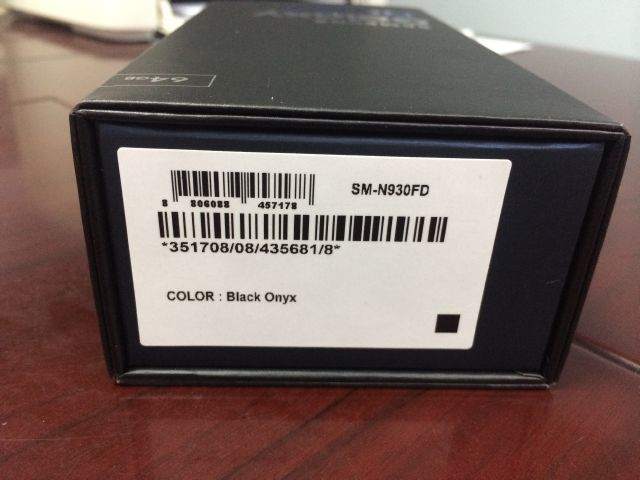 64GB
SM-N930FD
8 806088 457178
*351708/08/435681/8*
COLOR : Black Onyx